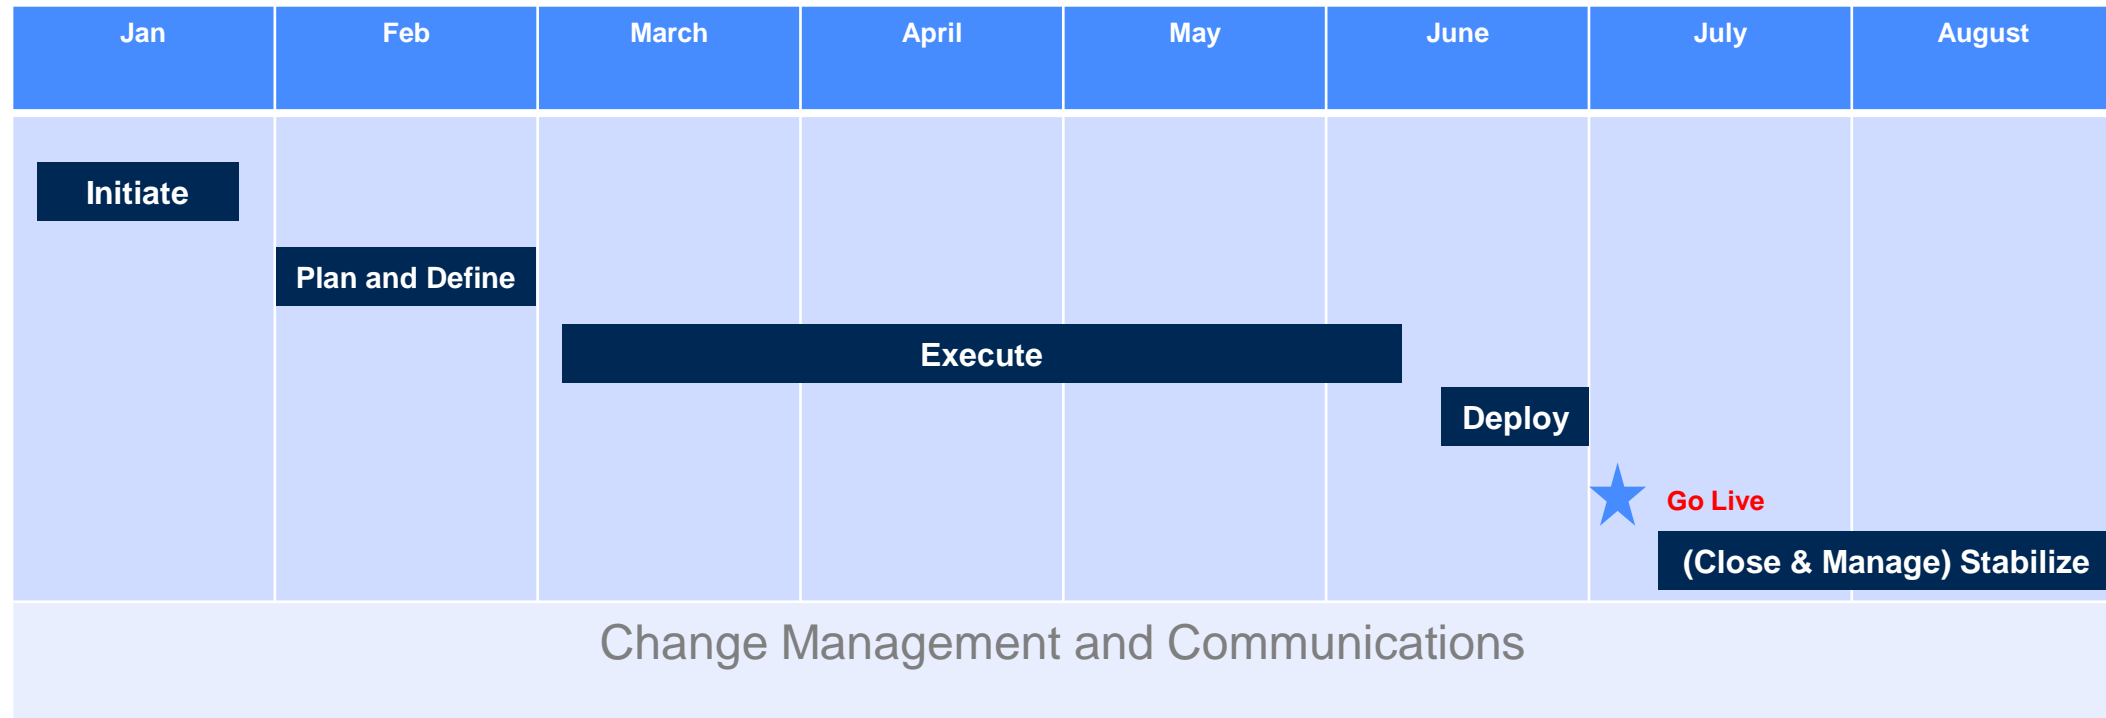 Jan Feb March April May June July August
Initiate
Plan and Define
Execute
Deploy
Go Live
(Close & Manage) Stabilize
Change Management and Communications